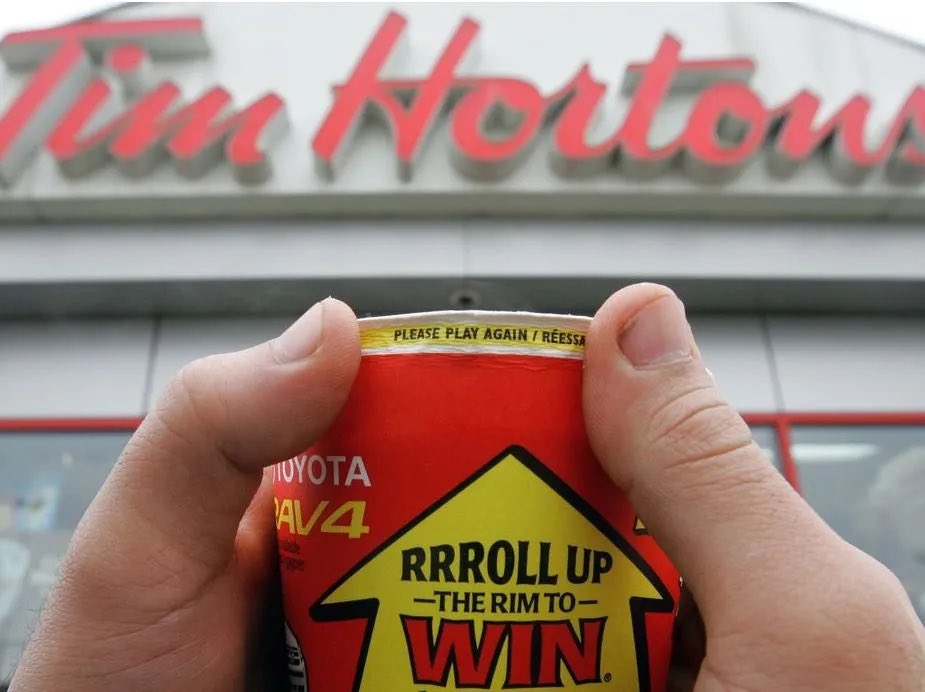 Tim Hortons
PLEASE PLAY AGAIN / RÉESSA
TOYOTA
RAV4
RRROLL UP
—THE RIM TO—
WIN®